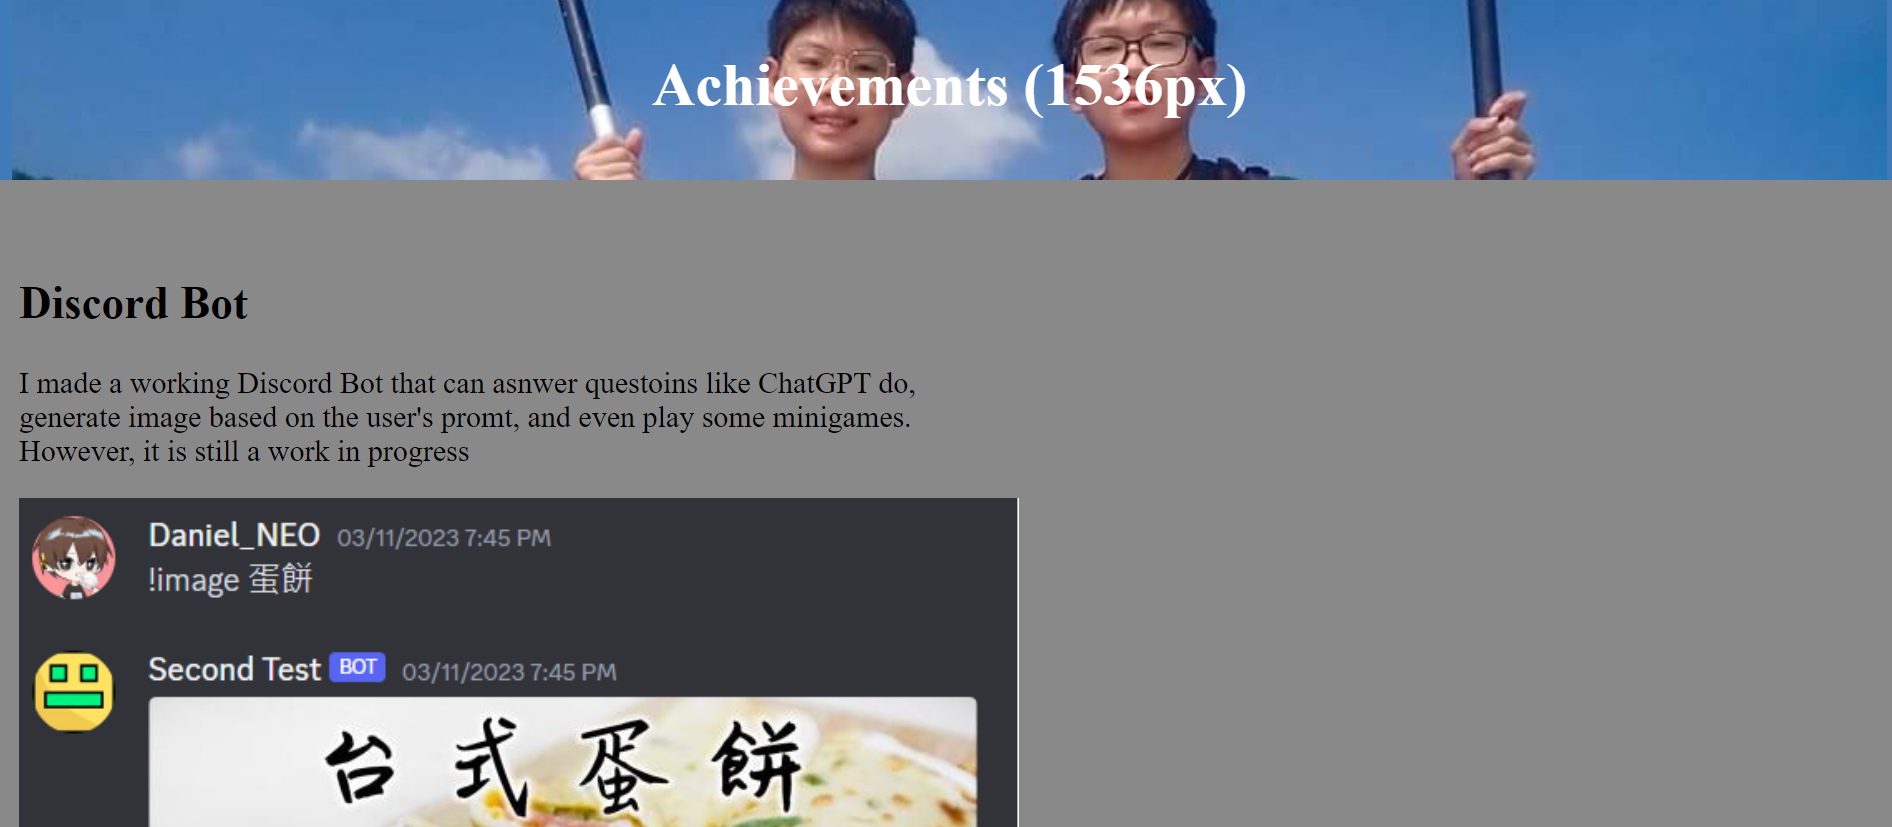 Achievements (1536px)
Discord Bot
I made a working Discord Bot that can asnwer questoins like ChatGPT do,
generate image based on the user's promt, and even play some minigames.
However, it is still a work in progress
Daniel_NEO 03/11/2023 7:45 PM
!image 蛋餅
Second Test BOT 03/11/2023 7:45 PM
台式蛋餅